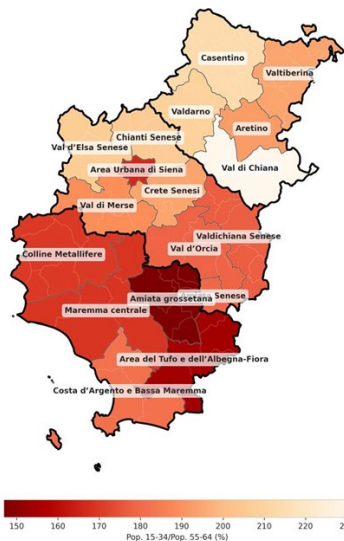 Casentino
Valtiberina
Valdarno
Chianti Senese
Aretino
Val d'Elsa Senese
Area Urbana di Siena
Val di Chiana
Crete Senesi
Val di Merse
Valdichiana Senese
Val d'Orcia
Colline Metallifere
Amiata grossetana
Senese
Maremma centrale
Area del Tufo e dell'Albegna-Fiora
Costa d'Argento e Bassa Maremma
150 160 170 180 190 200 210 220
Pop. 15-34/Pop. 55-64 (%)